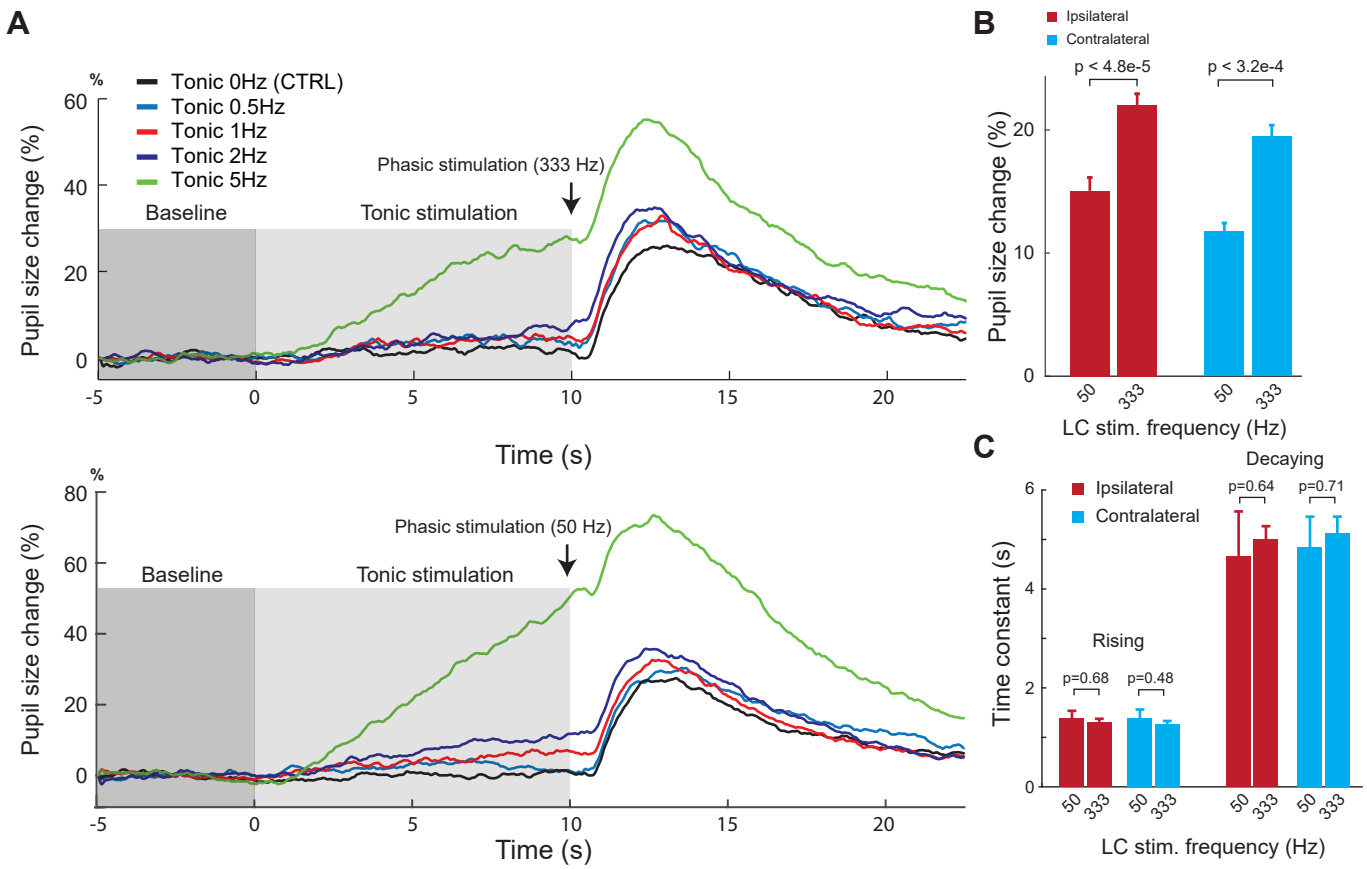 A
%
Tonic 0Hz (CTRL)
Tonic 0.5Hz
Tonic 1Hz
Tonic 2Hz
Tonic 5Hz
Phasic stimulation (333 Hz)
Baseline
Tonic stimulation
Pupil size change (%)
60
40
20
0
-5
0
5
10
15
20
Time (s)
%
Phasic stimulation (50 Hz)
Baseline
Tonic stimulation
Pupil size change (%)
80
60
40
20
0
-5
0
5
10
15
20
Time (s)
B
Ipsilateral
Contralateral
p < 4.8e-5
p < 3.2e-4
Pupil size change (%)
20
10
0
50
333
50
333
LC stim. frequency (Hz)
C
Decaying
Ipsilateral
Contralateral
p=0.64
p=0.71
Rising
p=0.68
p=0.48
Time constant (s)
6
4
2
0
50
333
50
333
50
333
50
333
LC stim. frequency (Hz)